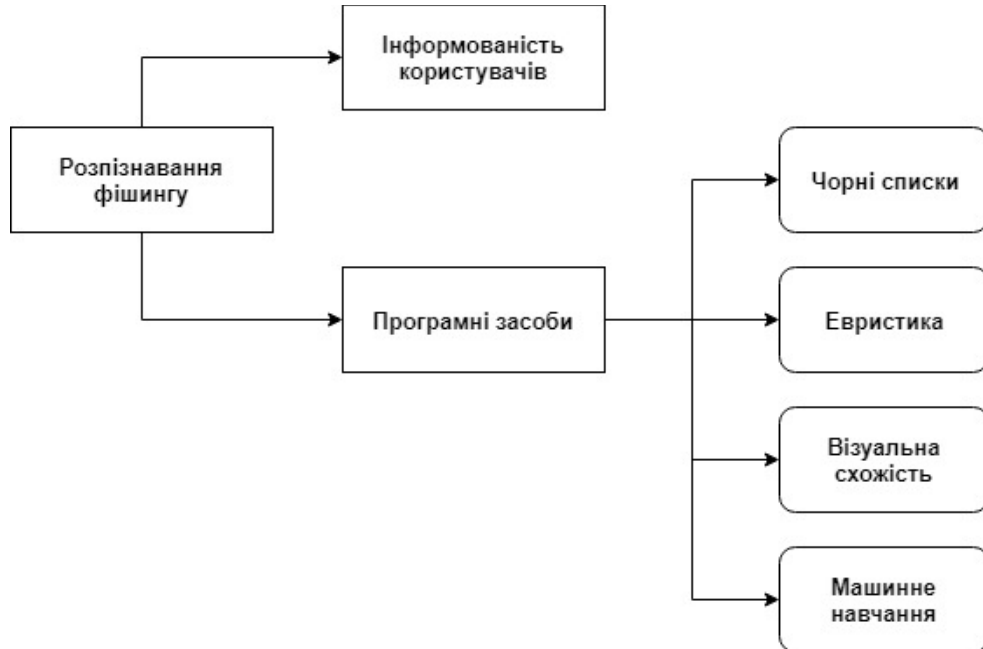 Інформованість
користувачів
Розпізнавання
фішингу
Чорні списки
Програмні засоби
Евристика
Візуальна
схожість
Машинне
навчання